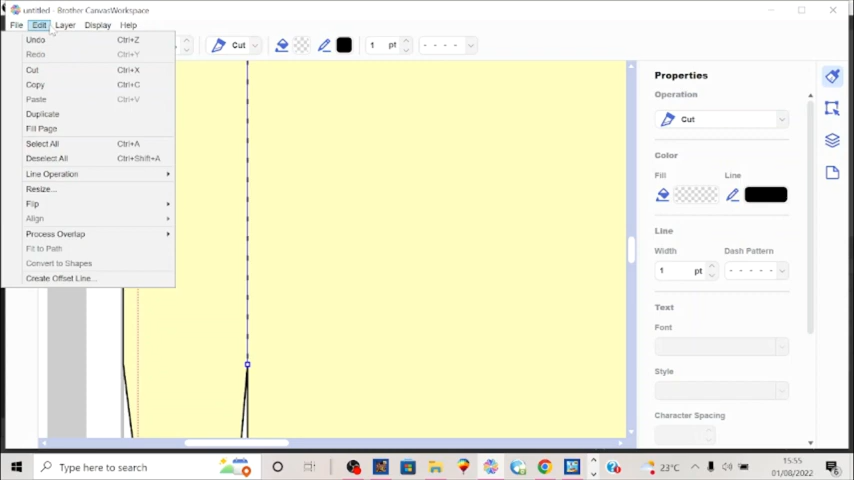 untitled - Brother CanvasWorkspace
File Edit Layer Display Help
Undo Ctrl+Z
Redo Ctrl+Y
Cut Ctrl+X
Copy Ctrl+C
Paste Ctrl+V
Duplicate
Fill Page
Select All Ctrl+A
Deselect All Ctrl+Shift+A
Line Operation
Resize...
Flip
Align
Process Overlap
Fit to Path
Convert to Shapes
Create Offset Line...
Cut
1 pt
Properties
Operation
Cut
Color
Fill Line
Line
Width Dash Pattern
1 pt
Text
Font
Style
Character Spacing
Type here to search
23°C
15:55
01/08/2022